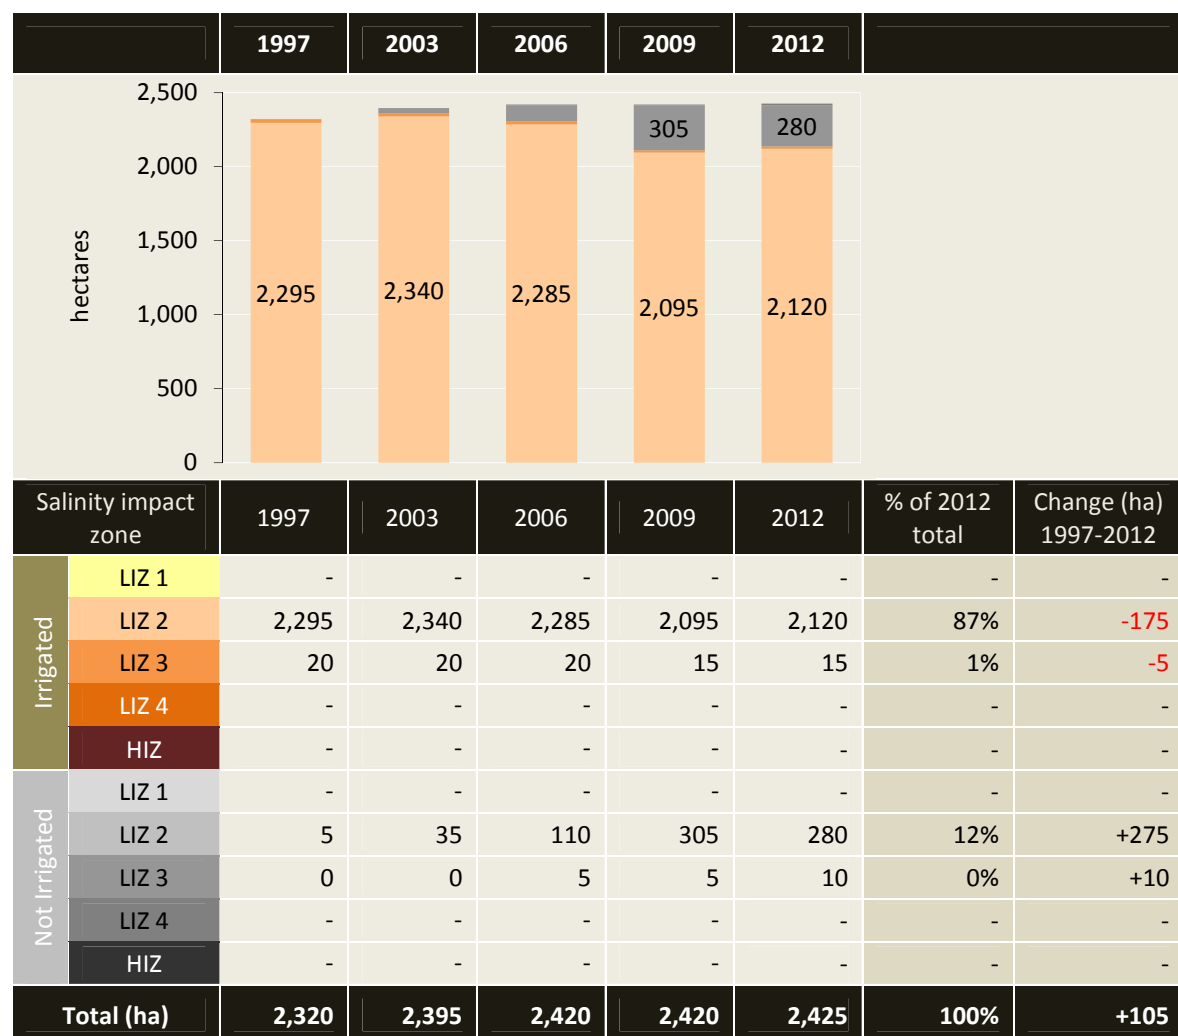 1997 2003 2006 2009 2012
2,500
305 280
2,000
1,500
hectares
2,295 2,340 2,285 2,095 2,120
1,000
500
0
Salinity impact zone 1997 2003 2006 2009 2012 % of 2012 total Change (ha) 1997-2012
Irrigated
LIZ 1 - - - - - - -
LIZ 2 2,295 2,340 2,285 2,095 2,120 87% -175
LIZ 3 20 20 20 15 15 1% -5
LIZ 4 - - - - - - -
HIZ - - - - - - -
Not Irrigated
LIZ 1 - - - - - - -
LIZ 2 5 35 110 305 280 12% +275
LIZ 3 0 0 5 5 10 0% +10
LIZ 4 - - - - - - -
HIZ - - - - - - -
Total (ha) 2,320 2,395 2,420 2,420 2,425 100% +105